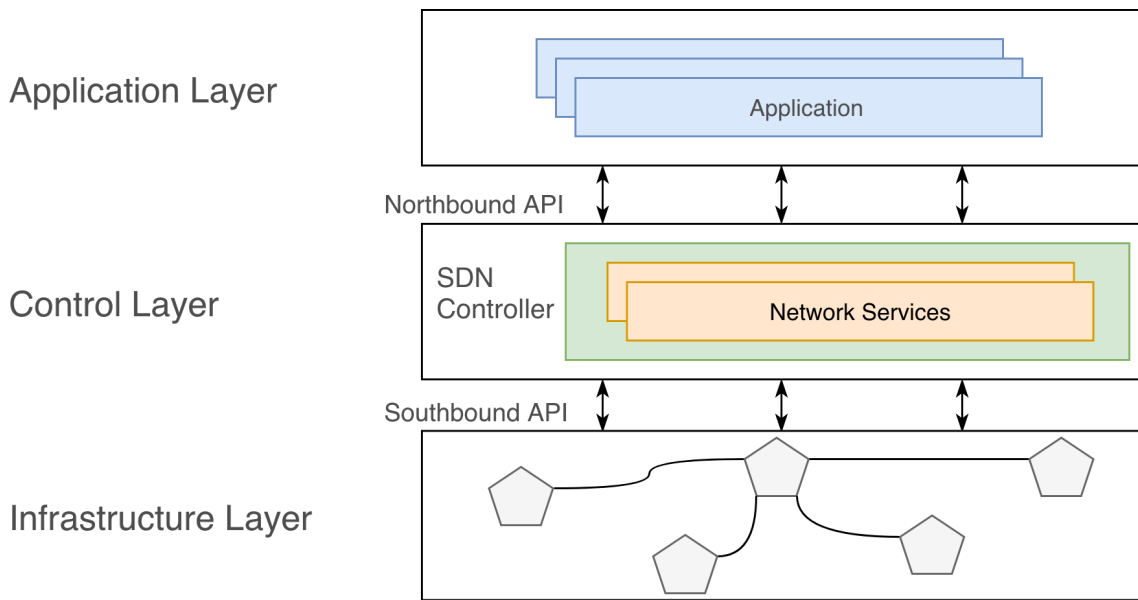 Application Layer
Application
Northbound API
Control Layer
SDN
Controller
Network Services
Southbound API
Infrastructure Layer